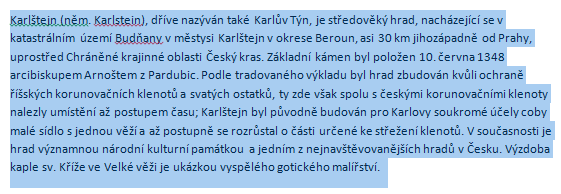 Karlštejn (něm. Karlstein), dříve nazýván také Karlův Týn, je středověký hrad, nacházející se v
katastrálním území Budňany v městysi Karlštejn v okrese Beroun, asi 30 km jihozápadně od Prahy,
uprostřed Chráněné krajinné oblasti Český kras. Základní kámen byl položen 10. června 1348
arcibiskupem Arnoštem z Pardubic. Podle tradovaného výkladu byl hrad zbudován kvůli ochraně
říšských korunovačních klenotů a svatých ostatků, ty zde však spolu s českými korunovačními klenoty
nalezly umístění až postupem času; Karlštejn byl původně budován pro Karlovy soukromé účely coby
malé sídlo s jednou věží a až postupně se rozrůstal o části určené ke střežení klenotů. V současnosti je
hrad významnou národní kulturní památkou a jedním z nejnavštěvovanějších hradů v Česku. Výzdoba
kaple sv. Kříže ve Velké věži je ukázkou vyspělého gotického malířství.